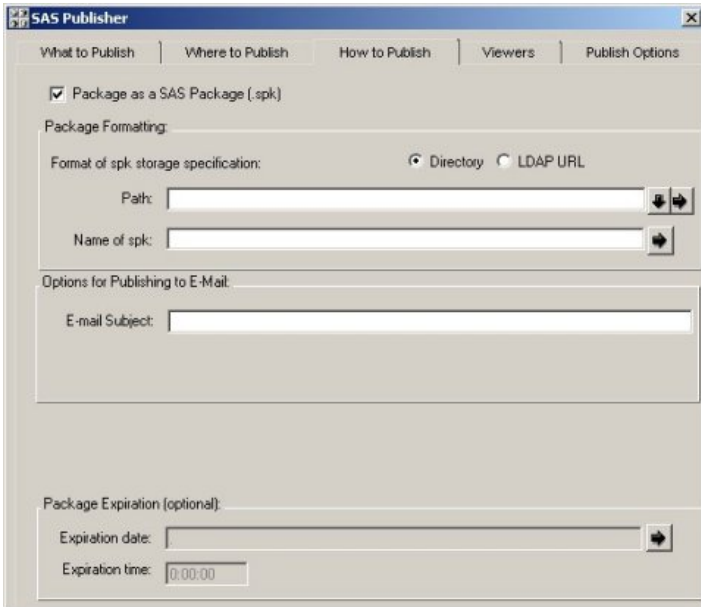 SAS Publisher
What to Publish Where to Publish How to Publish Viewers Publish Options
Package as a SAS Package (.spk)
Package Formatting:
Format of spk storage specification: Directory LDAP URL
Path:
Name of spk:
Options for Publishing to E-Mail:
E-mail Subject:
Package Expiration (optional):
Expiration date: .
Expiration time: 0:00:00